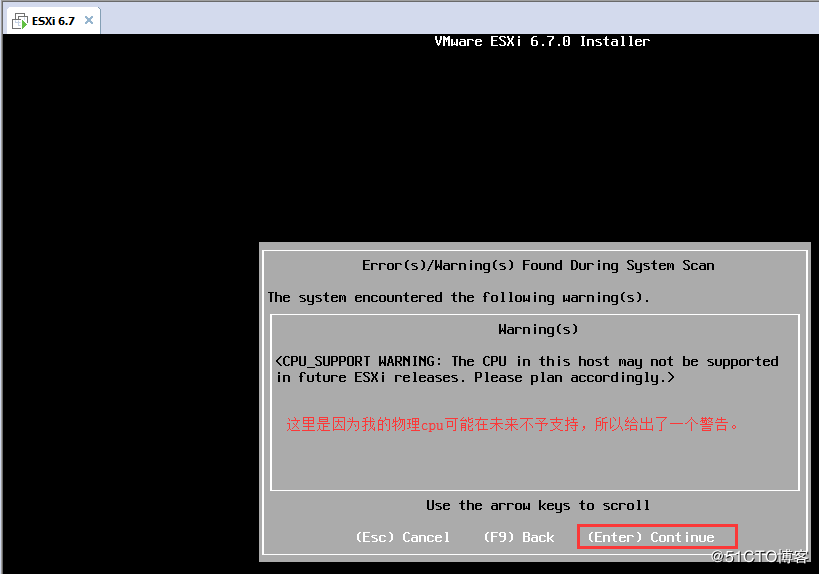 ESXi 6.7
VMware ESXi 6.7.0 Installer
Error(s)/Warning(s) Found During System Scan
The system encountered the following warning(s).
Warning(s)
<CPU_SUPPORT WARNING: The CPU in this host may not be supported
in future ESXi releases. Please plan accordingly.>
这里是因为我的物理cpu可能在未来不予支持，所以给出了一个警告。
Use the arrow keys to scroll
(Esc) Cancel (F9) Back (Enter) Continue
@51CTO博客